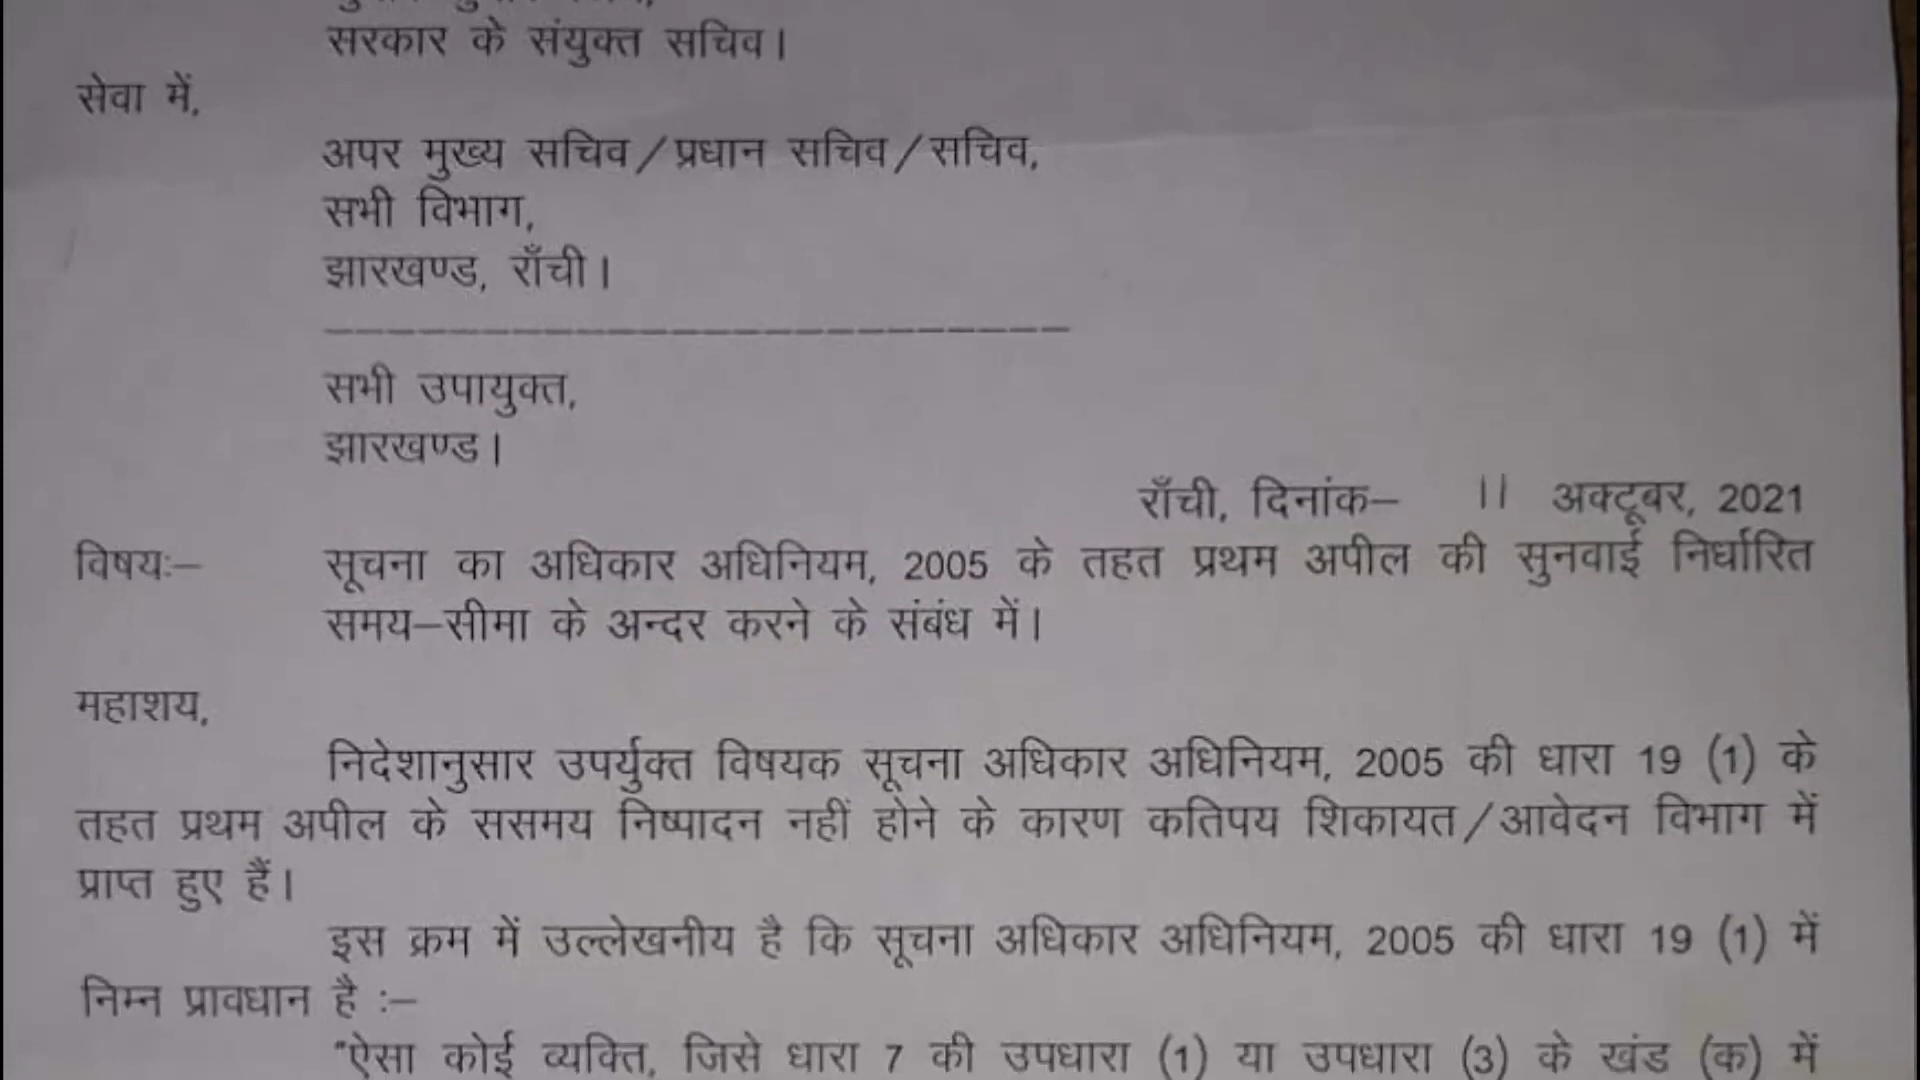 सरकार के संयुक्त सचिव।
सेवा में,
अपर मुख्य सचिव/प्रधान सचिव/सचिव,
सभी विभाग,
झारखण्ड, राँची।
-------------------------
सभी उपायुक्त,
झारखण्ड।
राँची, दिनांक– 11 अक्टूबर, 2021
विषयः– सूचना का अधिकार अधिनियम, 2005 के तहत प्रथम अपील की सुनवाई निर्धारित
समय–सीमा के अन्दर करने के संबंध में।
महाशय,
निदेशानुसार उपर्युक्त विषयक सूचना अधिकार अधिनियम, 2005 की धारा 19 (1) के
तहत प्रथम अपील के ससमय निष्पादन नहीं होने के कारण कतिपय शिकायत/आवेदन विभाग में
प्राप्त हुए हैं।
इस क्रम में उल्लेखनीय है कि सूचना अधिकार अधिनियम, 2005 की धारा 19 (1) में
निम्न प्रावधान है :–
"ऐसा कोई व्यक्ति, जिसे धारा 7 की उपधारा (1) या उपधारा (3) के खंड (क) में